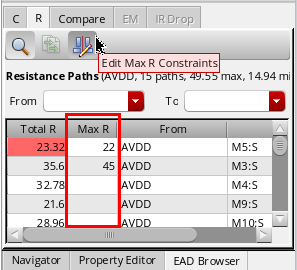 C R Compare EM IR Drop
Edit Max R Constraints
Resistance Paths (AVDD, 15 paths, 49.55 max, 14.94 mi
From To
Total R Max R From
23.32 22 AVDD M5:S
35.6 45 AVDD M3:S
32.78 AVDD M4:S
21.6 AVDD M9:S
28.96 AVDD M10:S
Navigator Property Editor EAD Browser